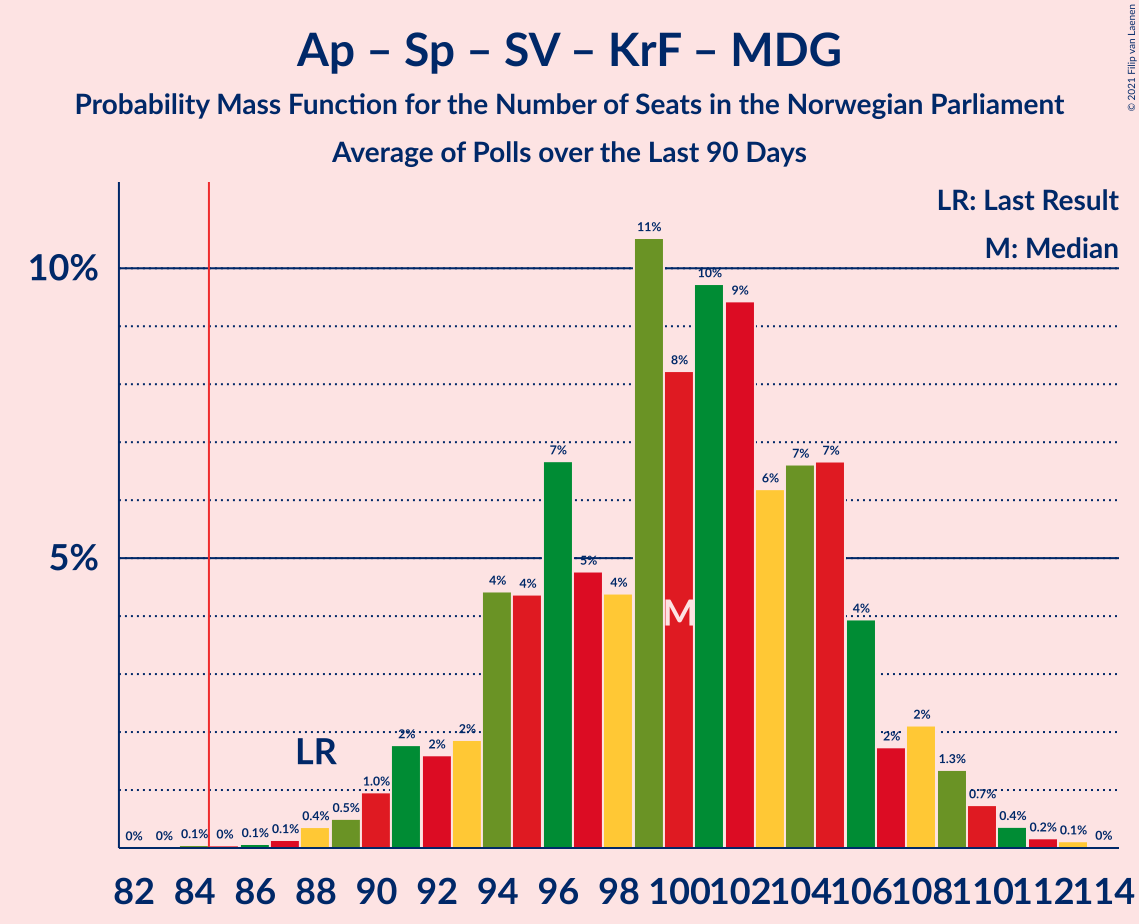 Ap – Sp – SV – KrF – MDG
Probability Mass Function for the Number of Seats in the Norwegian Parliament
Average of Polls over the Last 90 Days
© 2021 Filip van Laenen
LR: Last Result
M: Median
10%
5%
0% 0% 0.1% 0% 0.1% 0.1% 0.4% 0.5% 1.0% 2% 2% 2% 4% 4% 7% 5% 4% 11% 8% 10% 9% 6% 7% 7% 4% 2% 2% 1.3% 0.7% 0.4% 0.2% 0.1% 0%
LR
M
82 84 86 88 90 92 94 96 98 100 102 104 106 108 110 112 114